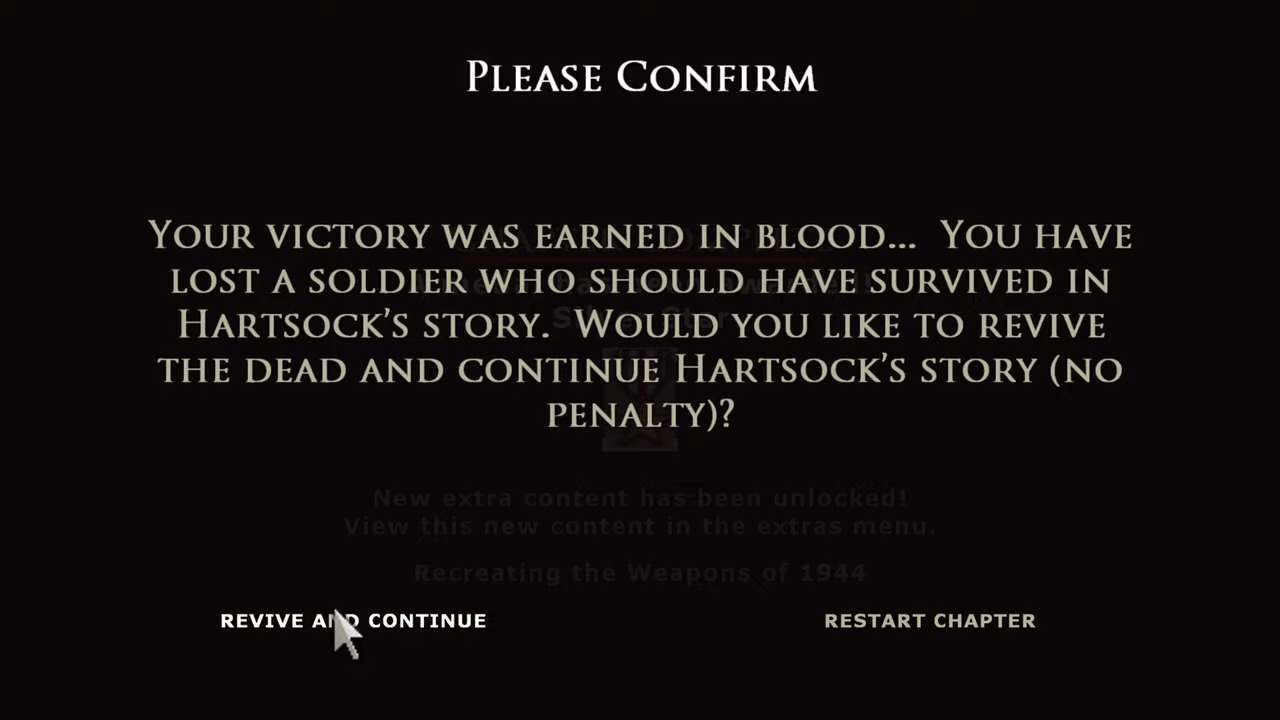 PLEASE CONFIRM
YOUR VICTORY WAS EARNED IN BLOOD... YOU HAVE
LOST A SOLDIER WHO SHOULD HAVE SURVIVED IN
HARTSOCK'S STORY. WOULD YOU LIKE TO REVIVE
THE DEAD AND CONTINUE HARTSOCK'S STORY (NO
PENALTY)?
New extra content has been unlocked!
View this new content in the extras menu.
Recreating the Weapons of 1944
REVIVE AND CONTINUE
RESTART CHAPTER